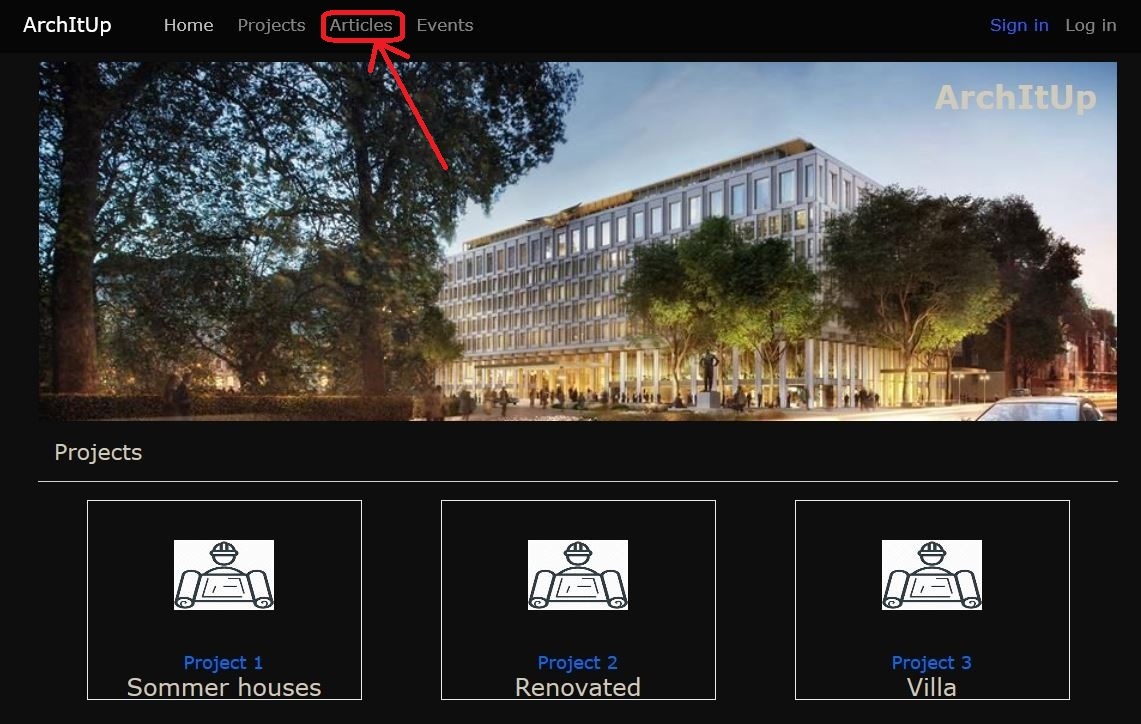 ArchItUp Home Projects Articles Events Sign in Log in
ArchItUp
Projects
Project 1 Project 2 Project 3
Sommer houses Renovated Villa